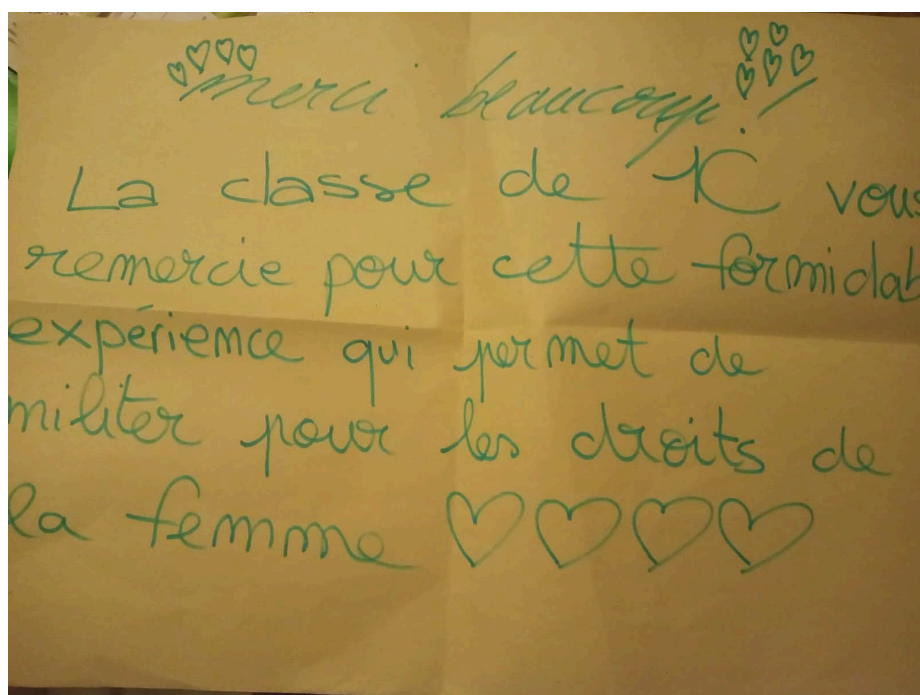 merci beaucoup!
La classe de 1C vous
remercie pour cette formidab
expérience qui permet de
militer pour les droits de
la femme